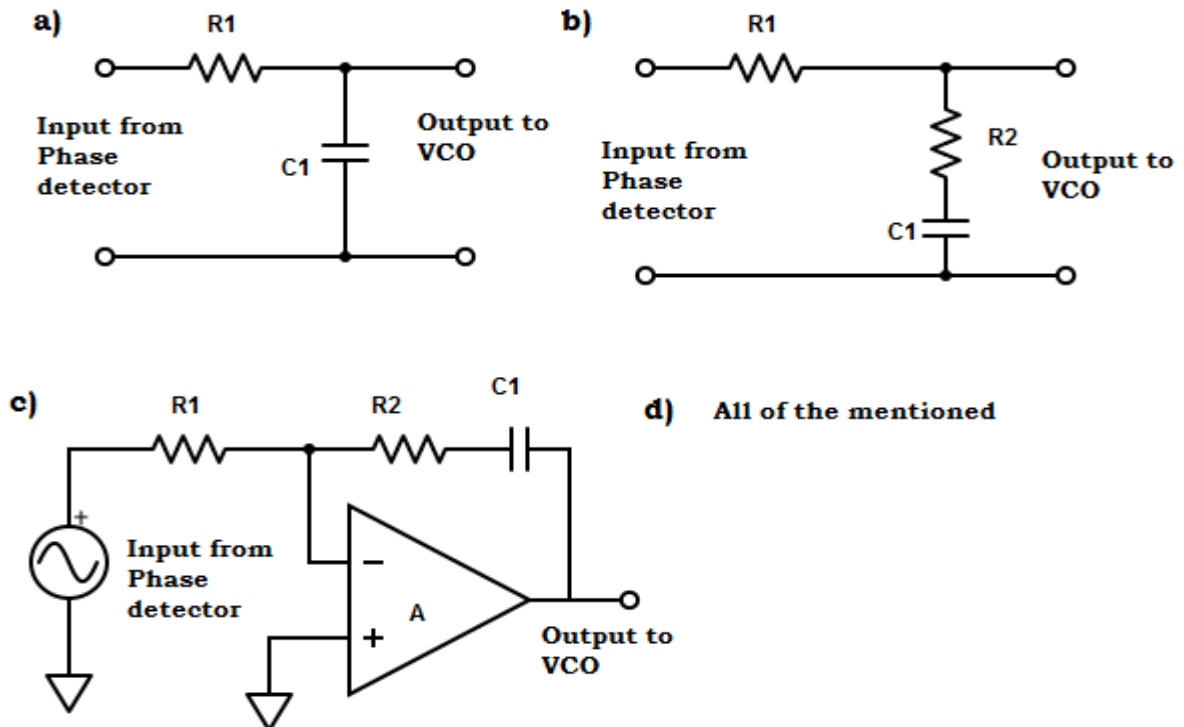 a)
R1
Input from
Phase
detector
C1
Output to
VCO
b)
R1
Input from
Phase
detector
R2
C1
Output to
VCO
c)
R1
R2
C1
+
Input from
Phase
detector
−
A
+
Output to
VCO
d) All of the mentioned